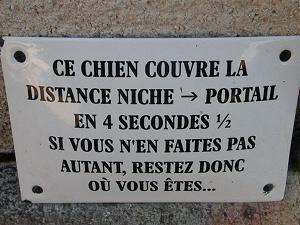 CE CHIEN COUVRE LA
DISTANCE NICHE → PORTAIL
EN 4 SECONDES ½
SI VOUS N'EN FAITES PAS
AUTANT, RESTEZ DONC
OÙ VOUS ÊTES...